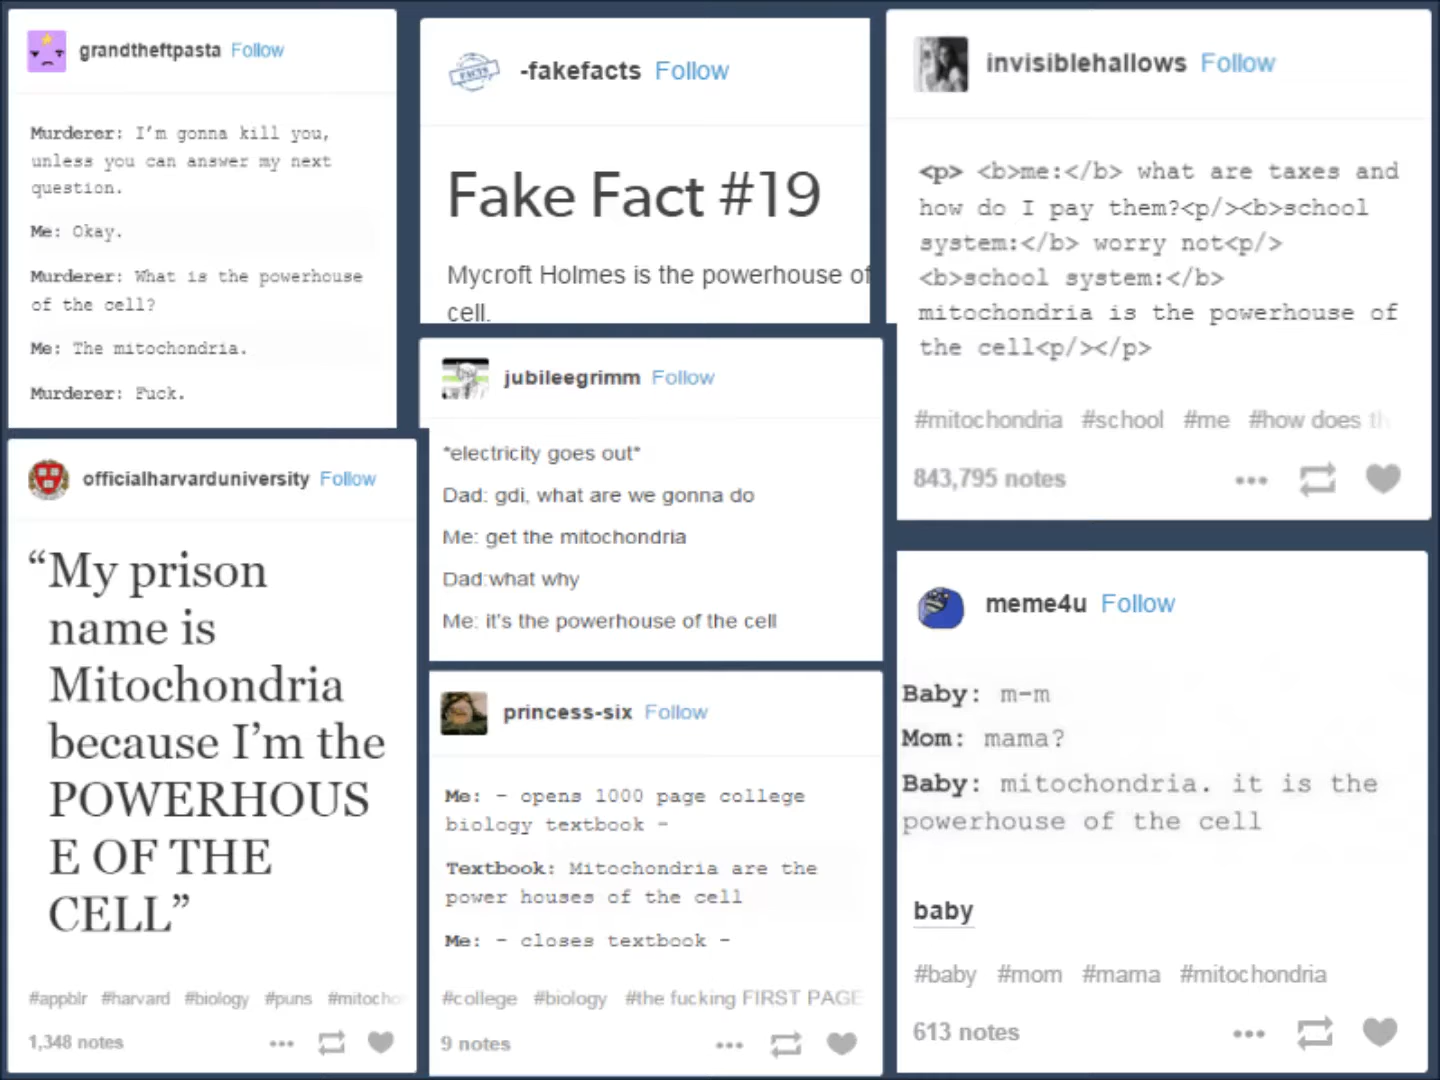 grandtheftpasta Follow
Murderer: I'm gonna kill you,
unless you can answer my next
question.
Me: Okay.
Murderer: What is the powerhouse
of the cell?
Me: The mitochondria.
Murderer: Fuck.
officialharvarduniversity Follow
“My prison
name is
Mitochondria
because I’m the
POWERHOUS
E OF THE
CELL”
#appblr #harvard #biology #puns #mitocho
1,348 notes
FACTS
-fakefacts Follow
Fake Fact #19
Mycroft Holmes is the powerhouse of
cell.
jubileegrimm Follow
*electricity goes out*
Dad: gdi, what are we gonna do
Me: get the mitochondria
Dad:what why
Me: it's the powerhouse of the cell
princess-six Follow
Me: - opens 1000 page college
biology textbook -
Textbook: Mitochondria are the
power houses of the cell
Me: - closes textbook -
#college #biology #the fucking FIRST PAGE
9 notes
invisiblehallows Follow
<p> <b>me:</b> what are taxes and
how do I pay them?<p/><b>school
system:</b> worry not<p/>
<b>school system:</b>
mitochondria is the powerhouse of
the cell<p/></p>
#mitochondria #school #me #how does th
843,795 notes
meme4u Follow
Baby: m-m
Mom: mama?
Baby: mitochondria. it is the
powerhouse of the cell
baby
#baby #mom #mama #mitochondria
613 notes